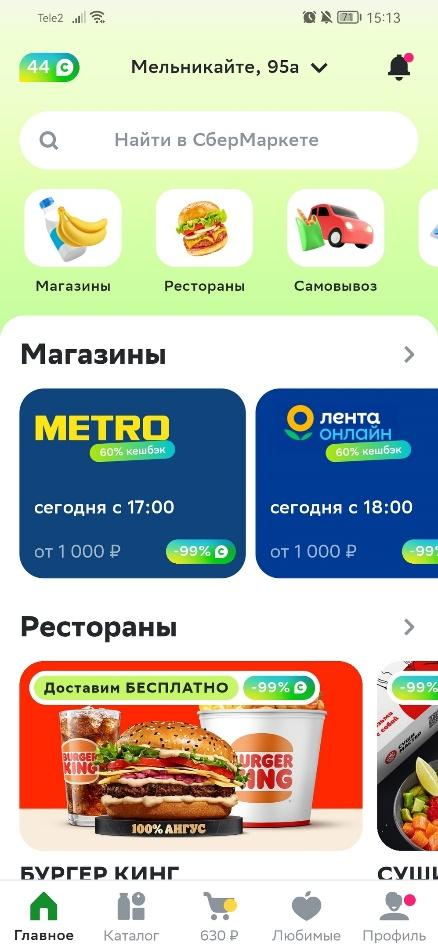 Tele2 71 15:13
44 Мельникайте, 95а
Найти в СберМаркете
Магазины Рестораны Самовывоз
Магазины
METRO
60% кешбэк
сегодня с 17:00
от 1 000 ₽ -99%
лента
онлайн
60% кешбэк
сегодня с 18:00
от 1 000 ₽ -99
Рестораны
Доставим БЕСПЛАТНО -99%
BURGER
KING
BURGER
KING
100% АНГУС
-99%
БУРГЕР КИНГ
СУШИ
Главное Каталог 630 ₽ Любимые Профиль